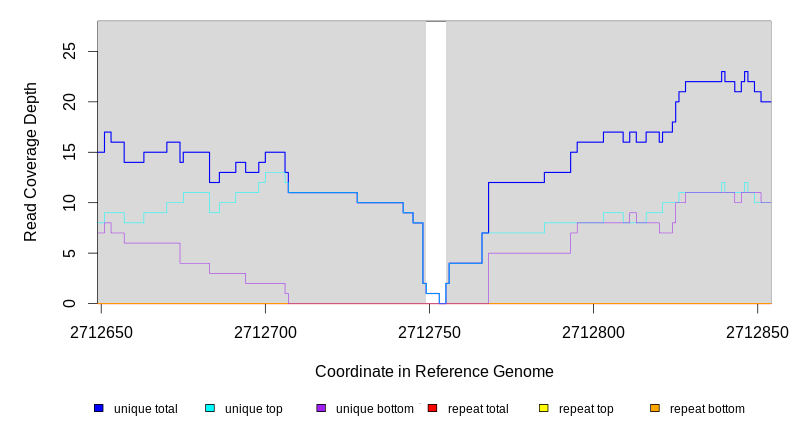 25
20
15
10
5
0
Read Coverage Depth
2712650 2712700 2712750 2712800 2712850
Coordinate in Reference Genome
unique total unique top unique bottom repeat total repeat top repeat bottom